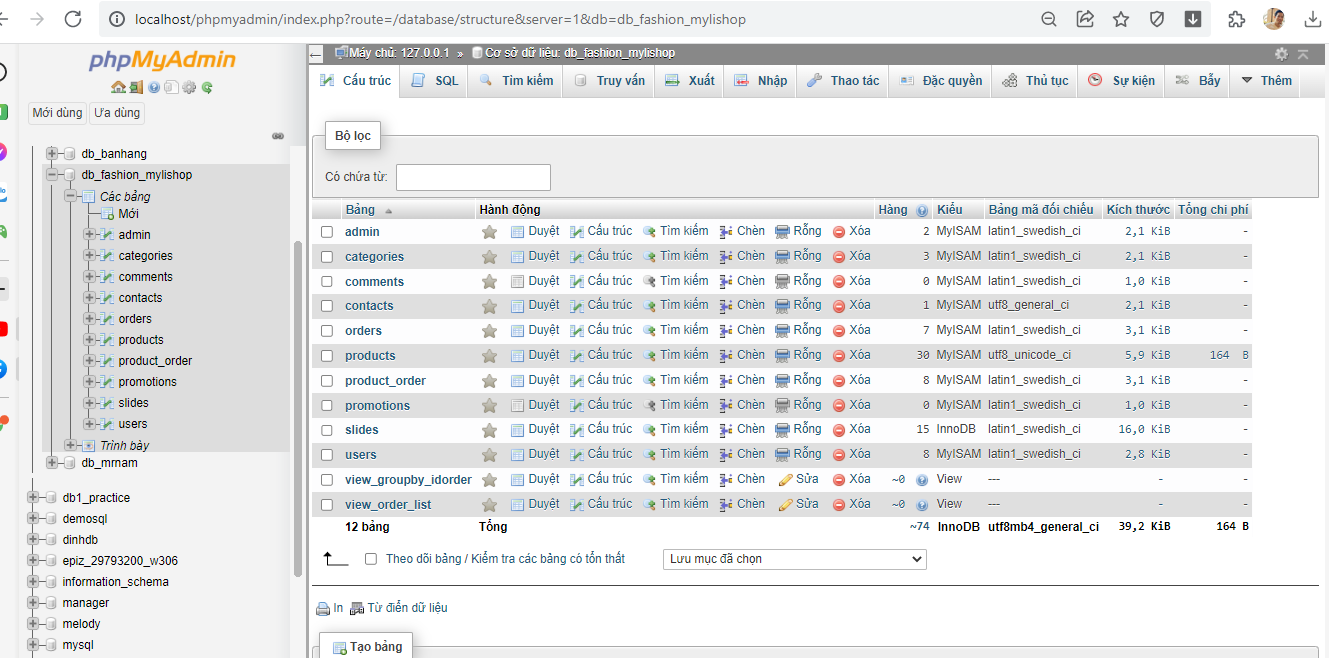 localhost/phpmyadmin/index.php?route=/database/structure&server=1&db=db_fashion_mylishop
phpMyAdmin
Mới dùng Ưa dùng
db_banhang
db_fashion_mylishop
Các bảng
Mới
admin
categories
comments
contacts
orders
products
product_order
promotions
slides
users
Trình bày
db_mrnam
db1_practice
demosql
dinhdb
epiz_29793200_w306
information_schema
manager
melody
mysql
Máy chủ: 127.0.0.1 » Cơ sở dữ liệu: db_fashion_mylishop
Cấu trúc SQL Tìm kiếm Truy vấn Xuất Nhập Thao tác Đặc quyền Thủ tục Sự kiện Bẫy Thêm
Bộ lọc
Có chứa từ:
Bảng Hành động Hàng Kiểu Bảng mã đối chiếu Kích thước Tổng chi phí
admin Duyệt Cấu trúc Tìm kiếm Chèn Rỗng Xóa 2 MyISAM latin1_swedish_ci 2,1 KiB -
categories Duyệt Cấu trúc Tìm kiếm Chèn Rỗng Xóa 3 MyISAM latin1_swedish_ci 2,1 KiB -
comments Duyệt Cấu trúc Tìm kiếm Chèn Rỗng Xóa 0 MyISAM latin1_swedish_ci 1,0 KiB -
contacts Duyệt Cấu trúc Tìm kiếm Chèn Rỗng Xóa 1 MyISAM utf8_general_ci 2,1 KiB -
orders Duyệt Cấu trúc Tìm kiếm Chèn Rỗng Xóa 7 MyISAM latin1_swedish_ci 3,1 KiB -
products Duyệt Cấu trúc Tìm kiếm Chèn Rỗng Xóa 30 MyISAM utf8_unicode_ci 5,9 KiB 164 B
product_order Duyệt Cấu trúc Tìm kiếm Chèn Rỗng Xóa 8 MyISAM latin1_swedish_ci 3,1 KiB -
promotions Duyệt Cấu trúc Tìm kiếm Chèn Rỗng Xóa 0 MyISAM latin1_swedish_ci 1,0 KiB -
slides Duyệt Cấu trúc Tìm kiếm Chèn Rỗng Xóa 15 InnoDB latin1_swedish_ci 16,0 KiB -
users Duyệt Cấu trúc Tìm kiếm Chèn Rỗng Xóa 8 MyISAM latin1_swedish_ci 2,8 KiB -
view_groupby_idorder Duyệt Cấu trúc Tìm kiếm Chèn Sửa Xóa ~0 View --- - -
view_order_list Duyệt Cấu trúc Tìm kiếm Chèn Sửa Xóa ~0 View --- - -
12 bảng Tổng ~74 InnoDB utf8mb4_general_ci 39,2 KiB 164 B
Theo dõi bảng / Kiểm tra các bảng có tổn thất Lưu mục đã chọn
In Từ điển dữ liệu
Tạo bảng